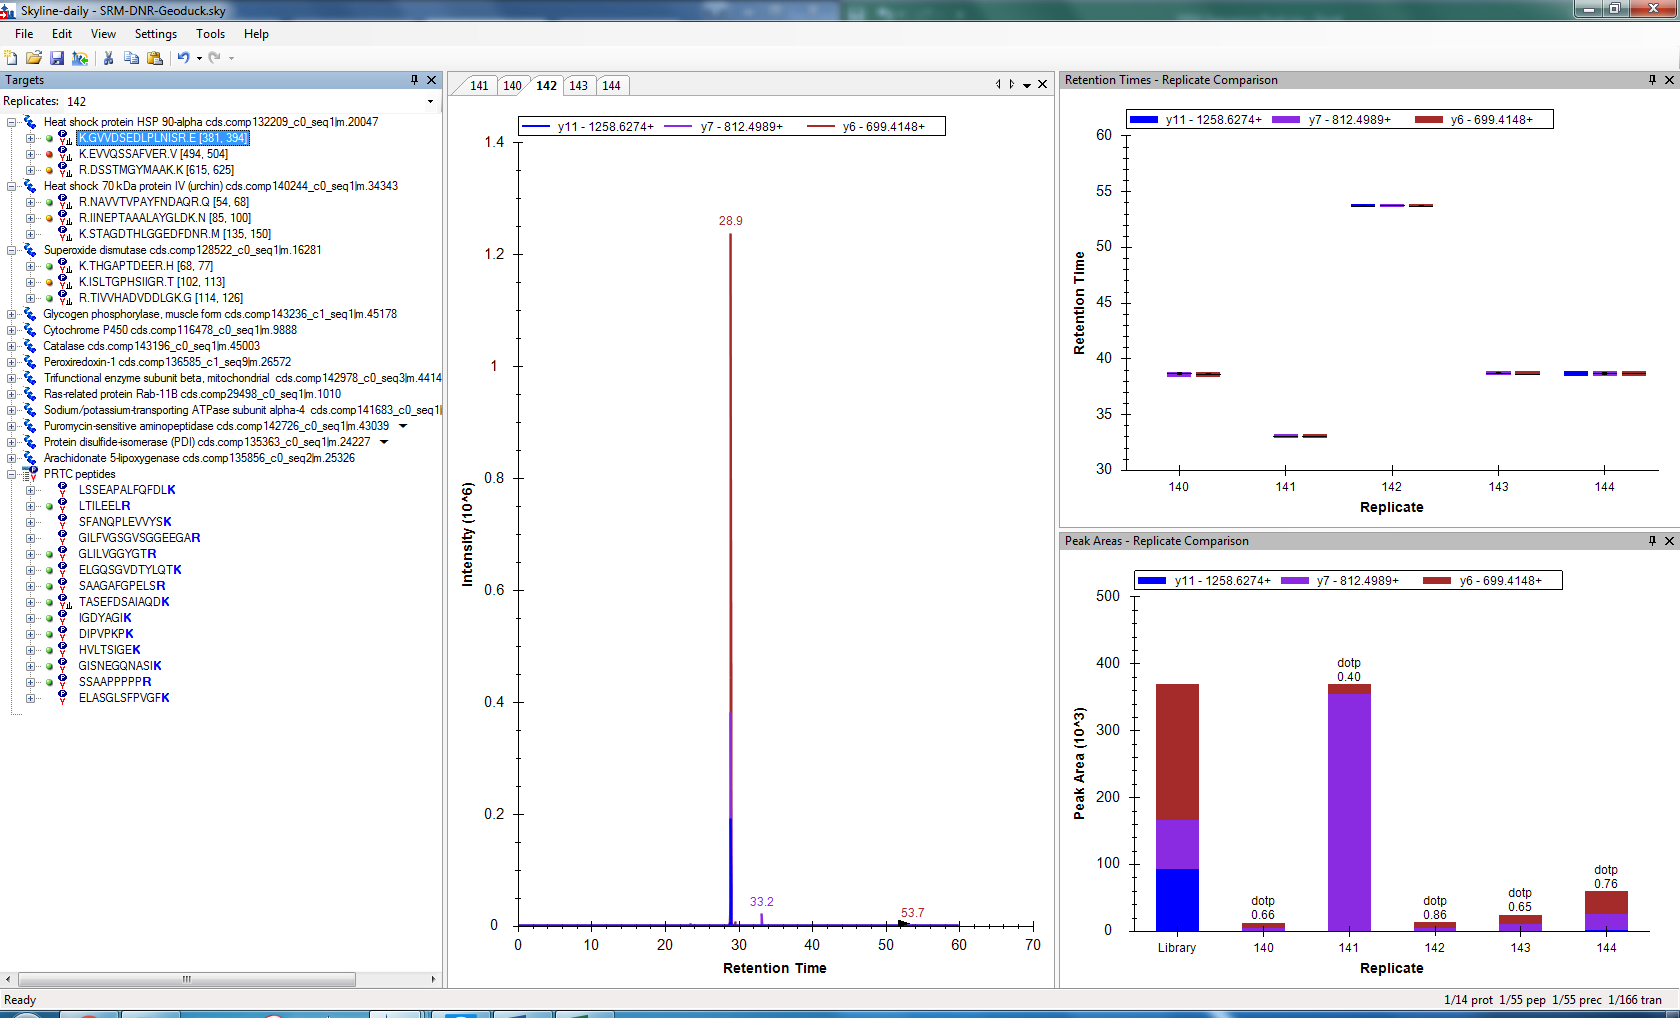 Skyline-daily - SRM-DNR-Geoduck.sky
File Edit View Settings Tools Help
Targets
Replicates: 142
Heat shock protein HSP 90-alpha cds.comp132209_c0_seq1|m.20047
K.GVVDSEDLPLNISR.E [381, 394]
K.EVVQSSAFVER.V [494, 504]
R.DSSTMGYMAAK.K [615, 625]
Heat shock 70 kDa protein IV (urchin) cds.comp140244_c0_seq1|m.34343
R.NAVVTVPAYFNDAQR.Q [54, 68]
R.IINEPTAAALAYGLDK.N [85, 100]
K.STAGDTHLGGEDFDNR.M [135, 150]
Superoxide dismutase cds.comp128522_c0_seq1|m.16281
K.THGAPTDEER.H [68, 77]
K.ISLTGPHSIIGR.T [102, 113]
R.TIVVHADVDDLGK.G [114, 126]
Glycogen phosphorylase, muscle form cds.comp143236_c1_seq1|m.45178
Cytochrome P450 cds.comp116478_c0_seq1|m.9888
Catalase cds.comp143196_c0_seq1|m.45003
Peroxiredoxin-1 cds.comp136585_c1_seq9|m.26572
Trifunctional enzyme subunit beta, mitochondrial cds.comp142978_c0_seq3|m.4414
Ras-related protein Rab-11B cds.comp29498_c0_seq1|m.1010
Sodium/potassium-transporting ATPase subunit alpha-4 cds.comp141683_c0_seq1|
Puromycin-sensitive aminopeptidase cds.comp142726_c0_seq1|m.43039
Protein disulfide-isomerase (PDI) cds.comp135363_c0_seq1|m.24227
Arachidonate 5-lipoxygenase cds.comp135856_c0_seq2|m.25326
PRTC peptides
LSSEAPALFQFDLK
LTILEELR
SFANQPLEVVYSK
GILFVGSGVSGGEEGAR
GLILVGGYGTR
ELGQSGVDTYLQTK
SAAGAFGPELSR
TASEFDSAIAQDK
IGDYAGIK
DIPVPKPK
HVLTSIGEK
GISNEGQNASIK
SSAAPPPPPR
ELASGLSFPVGFK
Ready
141 140 142 143 144
y11 - 1258.6274+ y7 - 812.4989+ y6 - 699.4148+
1.4
1.2
1
0.8
0.6
0.4
0.2
0
Intensity (10^6)
28.9
33.2
53.7
0 10 20 30 40 50 60 70
Retention Time
Retention Times - Replicate Comparison
y11 - 1258.6274+ y7 - 812.4989+ y6 - 699.4148+
60
55
50
45
40
35
30
Retention Time
140 141 142 143 144
Replicate
Peak Areas - Replicate Comparison
y11 - 1258.6274+ y7 - 812.4989+ y6 - 699.4148+
500
400
300
200
100
0
Peak Area (10^3)
dotp
0.66
dotp
0.40
dotp
0.86
dotp
0.65
dotp
0.76
Library 140 141 142 143 144
Replicate
1/14 prot 1/55 pep 1/55 prec 1/166 tran